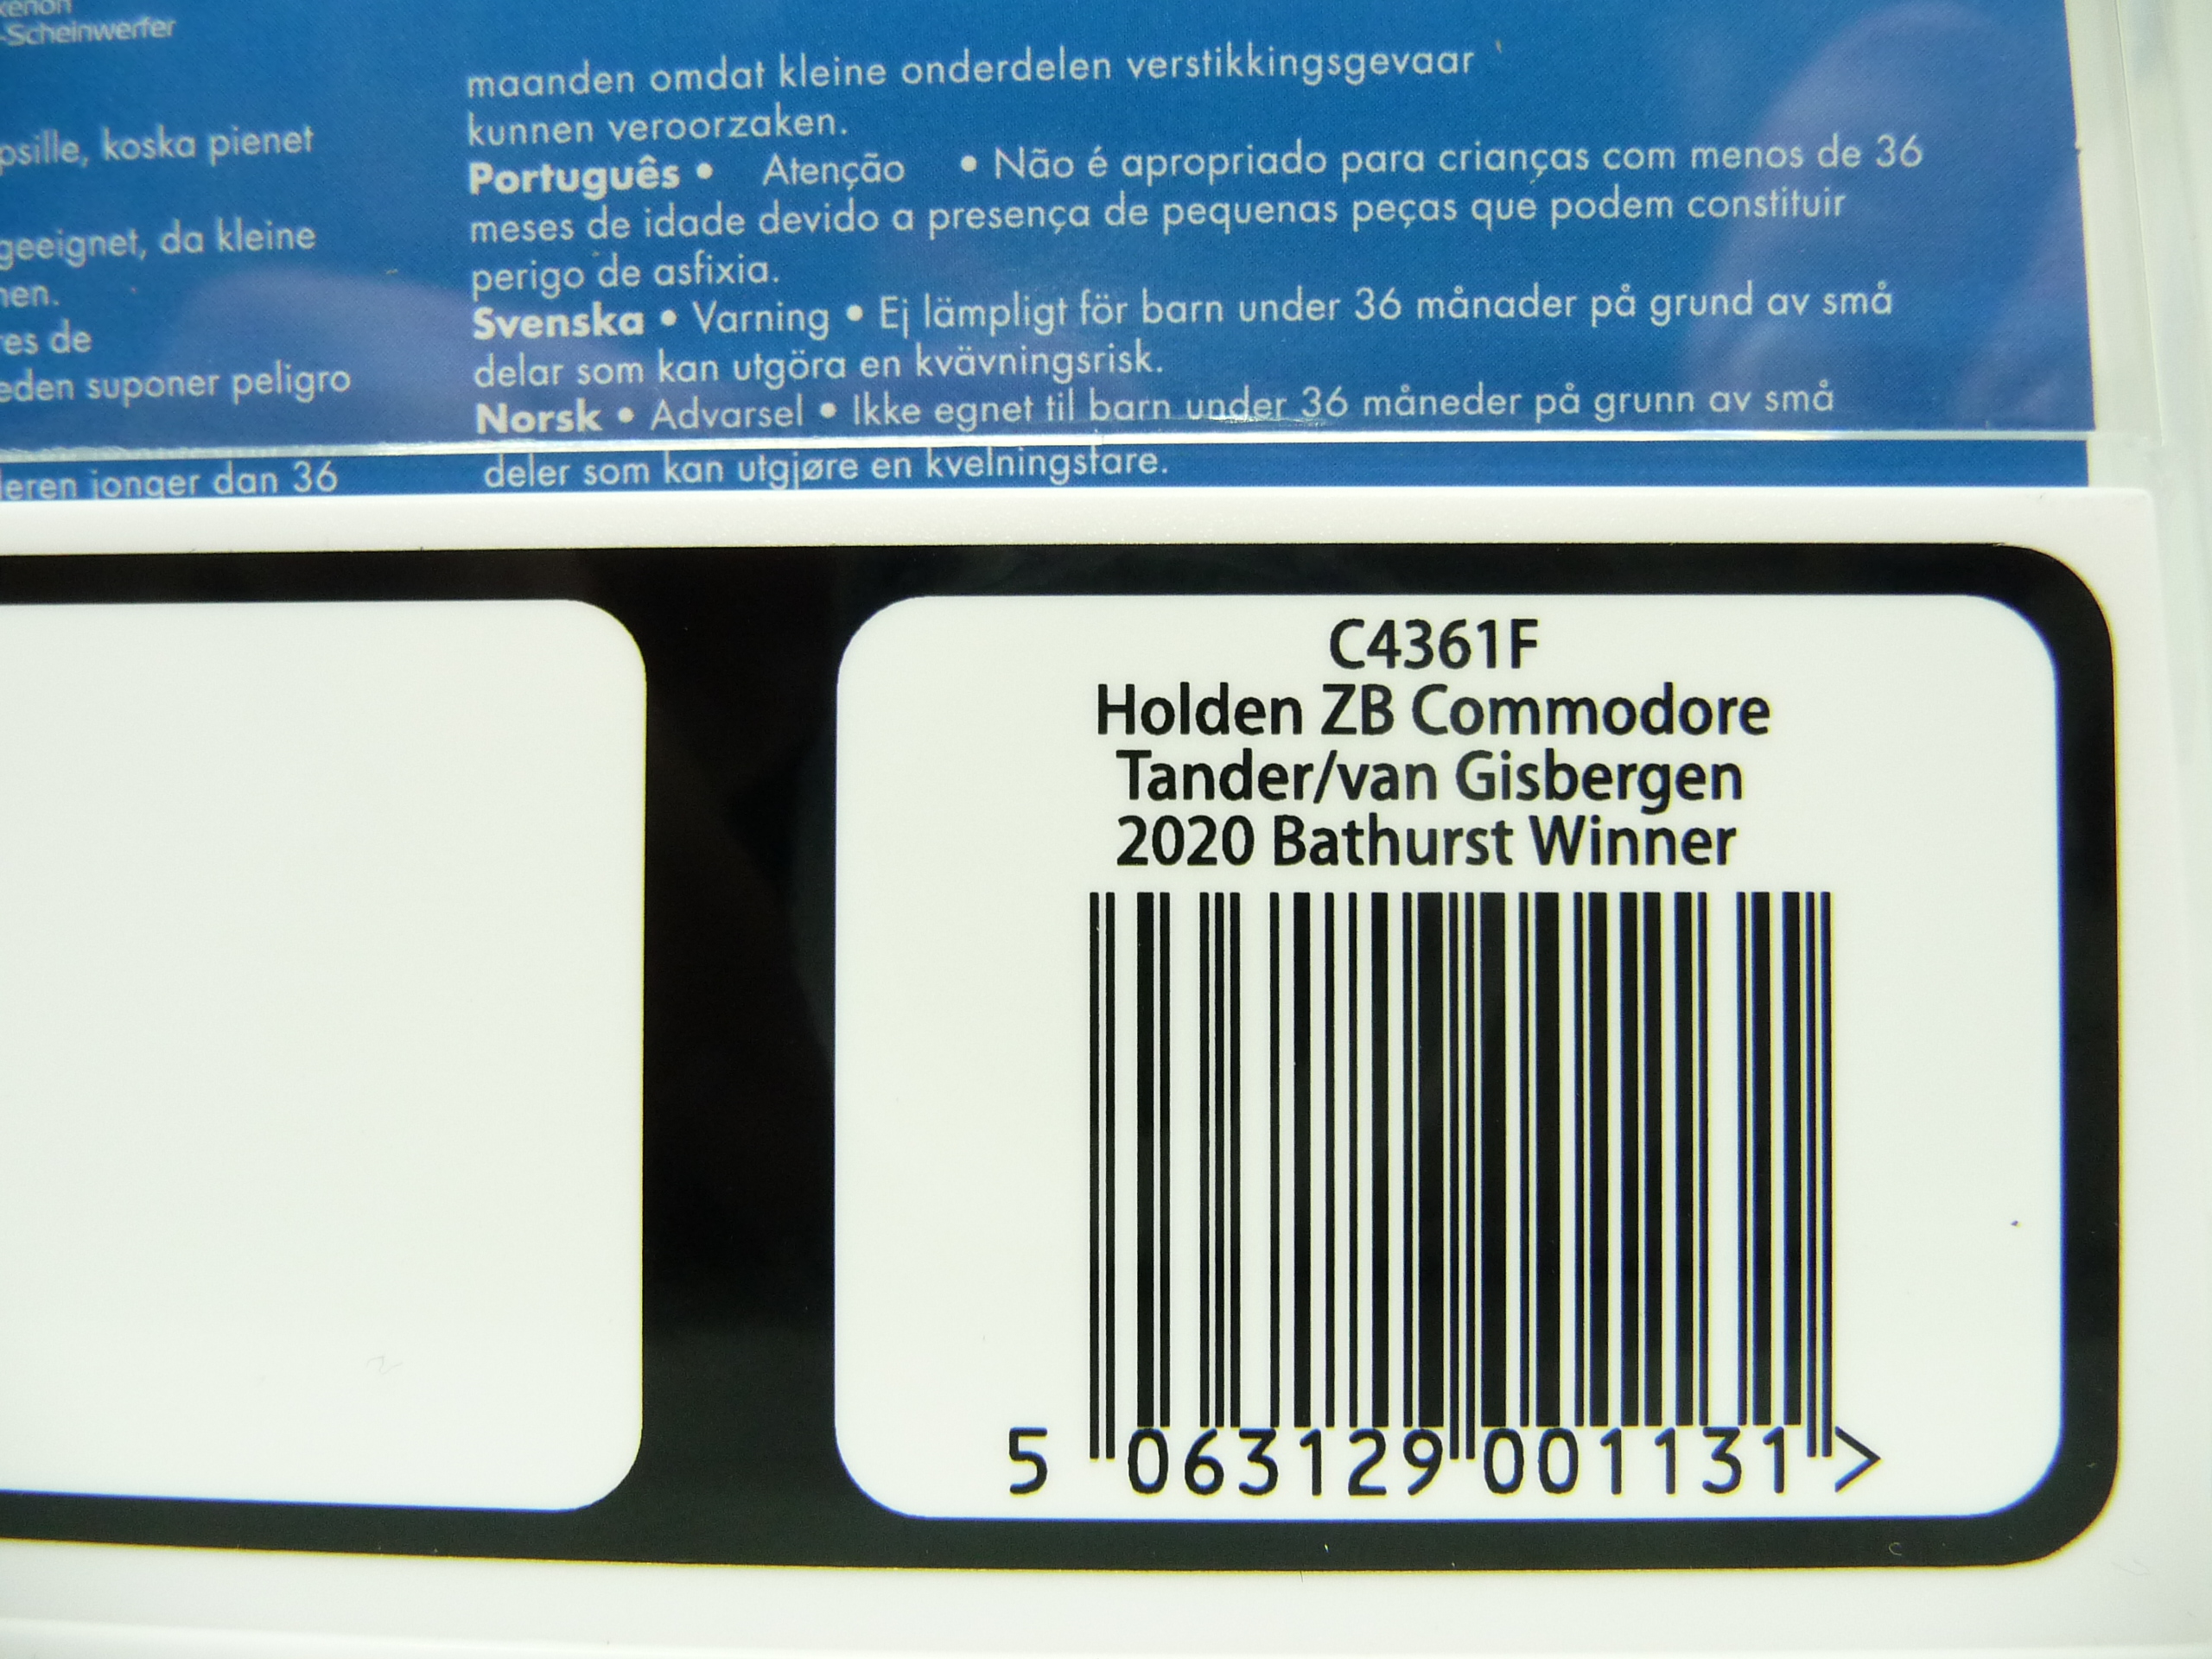 xenon
-Scheinwerfer
psille, koska pienet
geeignet, da kleine
nen.
res de
eden suponer peligro
leren jonger dan 36
maanden omdat kleine onderdelen verstikkingsgevaar
kunnen veroorzaken.
Português • Atenção • Não é apropriado para crianças com menos de 36
meses de idade devido a presença de pequenas peças que podem constituir
perigo de asfixia.
Svenska • Varning • Ej lämpligt för barn under 36 månader på grund av små
delar som kan utgöra en kvävningsrisk.
Norsk • Advarsel • Ikke egnet til barn under 36 måneder på grunn av små
deler som kan utgjøre en kvelningsfare.
C4361F
Holden ZB Commodore
Tander/van Gisbergen
2020 Bathurst Winner
5 063129 001131 >